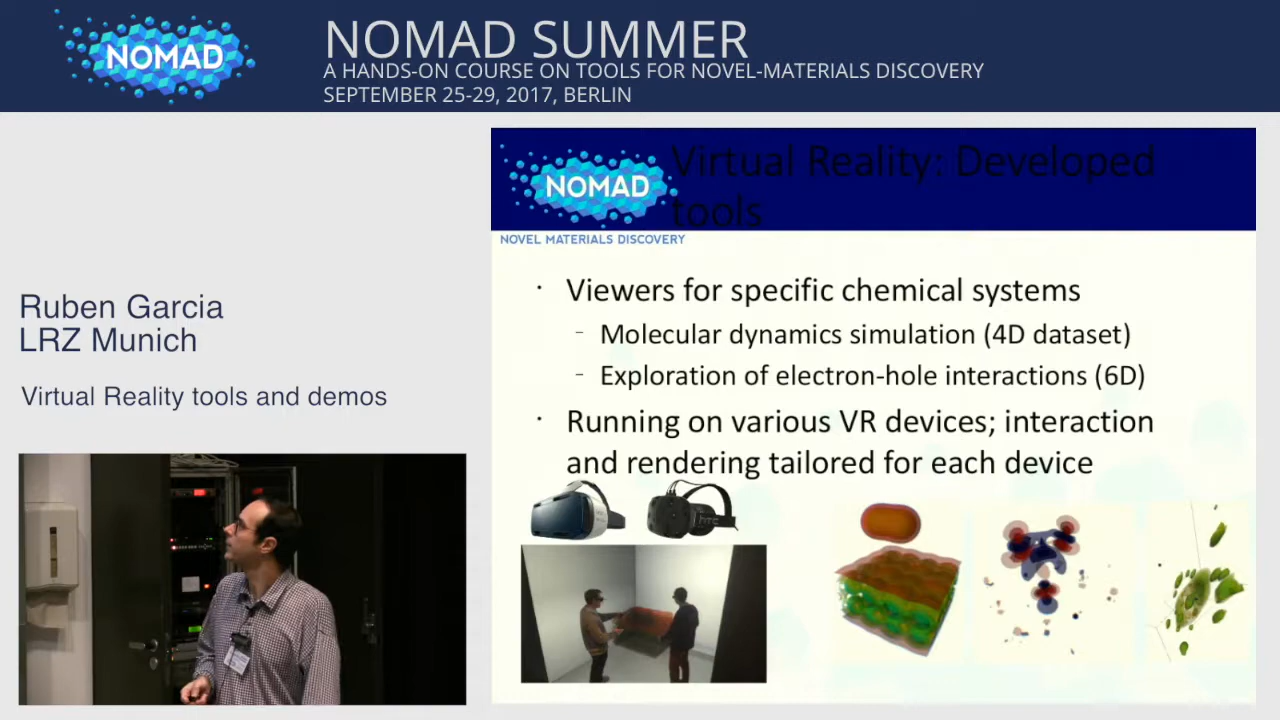 NOMAD
NOMAD SUMMER
A HANDS-ON COURSE ON TOOLS FOR NOVEL-MATERIALS DISCOVERY
SEPTEMBER 25-29, 2017, BERLIN
Ruben Garcia
LRZ Munich
Virtual Reality tools and demos
NOMAD
NOVEL MATERIALS DISCOVERY
Virtual Reality: Developed
tools
· Viewers for specific chemical systems
- Molecular dynamics simulation (4D dataset)
- Exploration of electron-hole interactions (6D)
· Running on various VR devices; interaction
and rendering tailored for each device
HTC